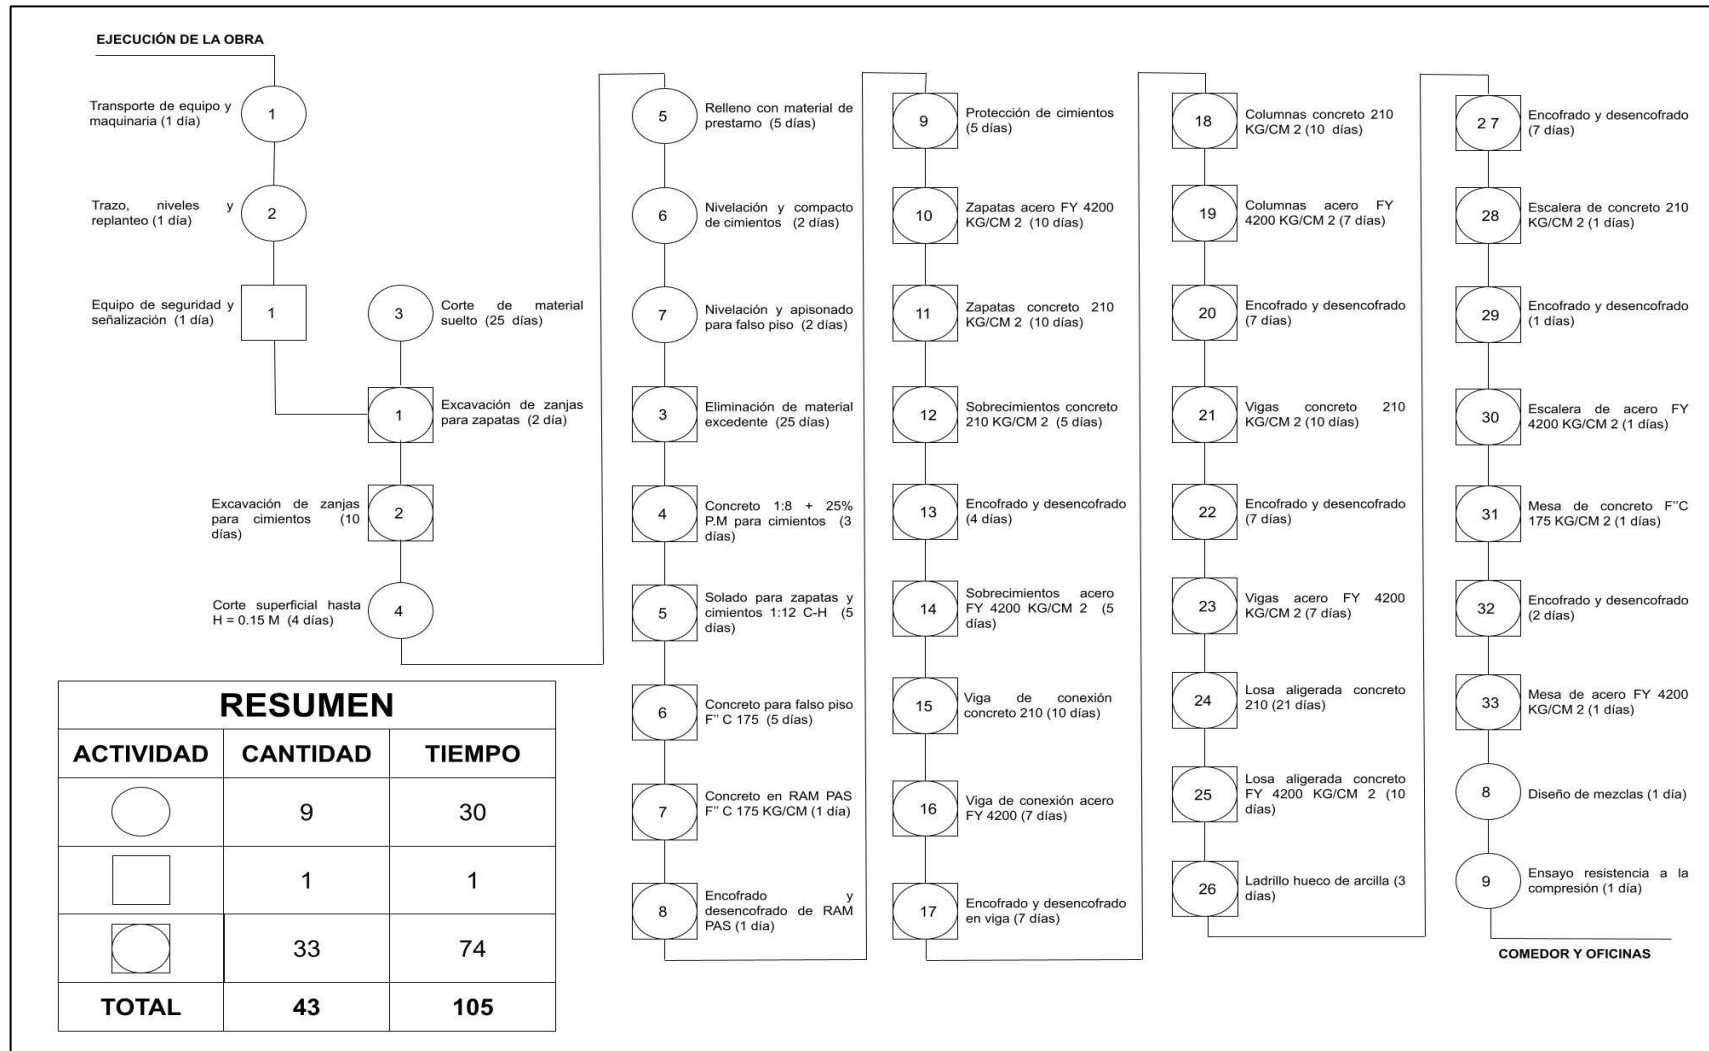 EJECUCIÓN DE LA OBRA
Transporte de equipo y
maquinaria (1 día)
1
Trazo, niveles y
replanteo (1 día)
2
Equipo de seguridad y
señalización (1 día)
1
3
Corte de material
suelto (25 días)
1
Excavación de zanjas
para zapatas (2 día)
Excavación de zanjas
para cimientos (10
días)
2
Corte superficial hasta
H = 0.15 M (4 días)
4
5
Relleno con material de
prestamo (5 días)
6
Nivelación y compacto
de cimientos (2 días)
7
Nivelación y apisonado
para falso piso (2 días)
3
Eliminación de material
excedente (25 días)
4
Concreto 1:8 + 25%
P.M para cimientos (3
días)
5
Solado para zapatas y
cimientos 1:12 C-H (5
días)
6
Concreto para falso piso
F" C 175 (5 días)
7
Concreto en RAM PAS
F" C 175 KG/CM (1 día)
8
Encofrado y
desencofrado de RAM
PAS (1 día)
9
Protección de cimientos
(5 días)
10
Zapatas acero FY 4200
KG/CM 2 (10 días)
11
Zapatas concreto 210
KG/CM 2 (10 días)
12
Sobrecimientos concreto
210 KG/CM 2 (5 días)
13
Encofrado y desencofrado
(4 días)
14
Sobrecimientos acero
FY 4200 KG/CM 2 (5
días)
15
Viga de conexión
concreto 210 (10 días)
16
Viga de conexión acero
FY 4200 (7 días)
17
Encofrado y desencofrado
en viga (7 días)
18
Columnas concreto 210
KG/CM 2 (10 días)
19
Columnas acero FY
4200 KG/CM 2 (7 días)
20
Encofrado y desencofrado
(7 días)
21
Vigas concreto 210
KG/CM 2 (10 días)
22
Encofrado y desencofrado
(7 días)
23
Vigas acero FY 4200
KG/CM 2 (7 días)
24
Losa aligerada concreto
210 (21 días)
25
Losa aligerada concreto
FY 4200 KG/CM 2 (10
días)
26
Ladrillo hueco de arcilla (3
días)
2 7
Encofrado y desencofrado
(7 días)
28
Escalera de concreto 210
KG/CM 2 (1 días)
29
Encofrado y desencofrado
(1 días)
30
Escalera de acero FY
4200 KG/CM 2 (1 días)
31
Mesa de concreto F"C
175 KG/CM 2 (1 días)
32
Encofrado y desencofrado
(2 días)
33
Mesa de acero FY 4200
KG/CM 2 (1 días)
8
Diseño de mezclas (1 día)
9
Ensayo resistencia a la
compresión (1 día)
COMEDOR Y OFICINAS
RESUMEN
ACTIVIDAD CANTIDAD TIEMPO
9 30
1 1
33 74
TOTAL 43 105